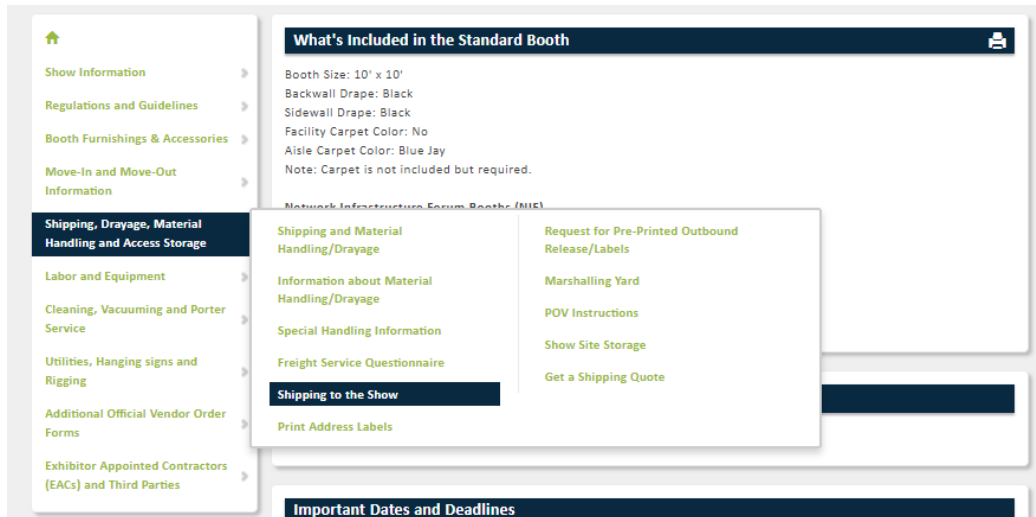 What's Included in the Standard Booth
Show Information
Regulations and Guidelines
Booth Furnishings & Accessories
Move-In and Move-Out
Information
Shipping, Drayage, Material
Handling and Access Storage
Labor and Equipment
Cleaning, Vacuuming and Porter
Service
Utilities, Hanging signs and
Rigging
Additional Official Vendor Order
Forms
Exhibitor Appointed Contractors
(EACs) and Third Parties
Booth Size: 10' x 10'
Backwall Drape: Black
Sidewall Drape: Black
Facility Carpet Color: No
Aisle Carpet Color: Blue Jay
Note: Carpet is not included but required.
Network Infrastructure Forum Booths (NIF)
Shipping and Material
Handling/Drayage
Information about Material
Handling/Drayage
Special Handling Information
Freight Service Questionnaire
Shipping to the Show
Print Address Labels
Request for Pre-Printed Outbound
Release/Labels
Marshalling Yard
POV Instructions
Show Site Storage
Get a Shipping Quote
Important Dates and Deadlines